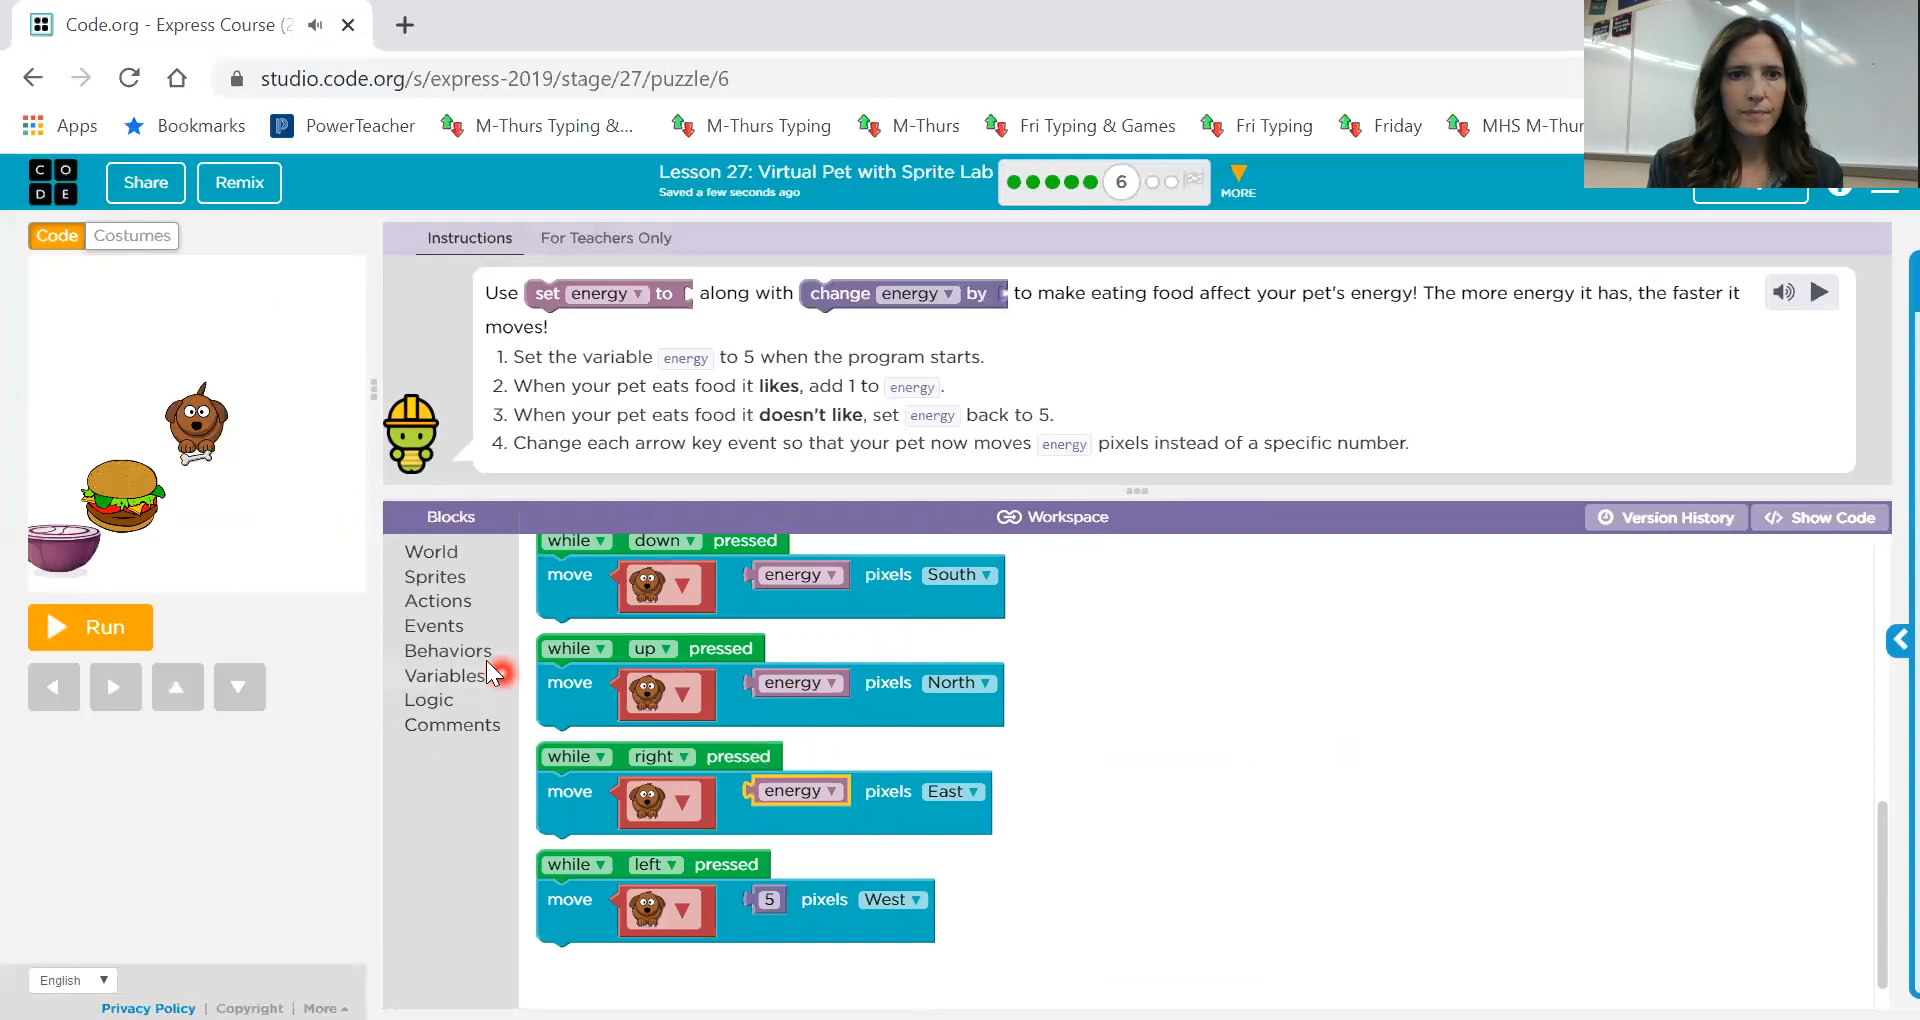 Code.org - Express Course (2
studio.code.org/s/express-2019/stage/27/puzzle/6
Apps Bookmarks PowerTeacher M-Thurs Typing &... M-Thurs Typing M-Thurs Fri Typing & Games Fri Typing Friday MHS M-Thur
C O D E
Share
Remix
Lesson 27: Virtual Pet with Sprite Lab
Saved a few seconds ago
6
MORE
Code Costumes
Instructions For Teachers Only
Use set energy to along with change energy by to make eating food affect your pet's energy! The more energy it has, the faster it
moves!
1. Set the variable energy to 5 when the program starts.
2. When your pet eats food it likes, add 1 to energy.
3. When your pet eats food it doesn't like, set energy back to 5.
4. Change each arrow key event so that your pet now moves energy pixels instead of a specific number.
Blocks Workspace Version History Show Code
World
Sprites
Actions
Events
Behaviors
Variables
Logic
Comments
while down pressed
move energy pixels South
while up pressed
move energy pixels North
while right pressed
move energy pixels East
while left pressed
move 5 pixels West
Run
English
Privacy Policy | Copyright | More